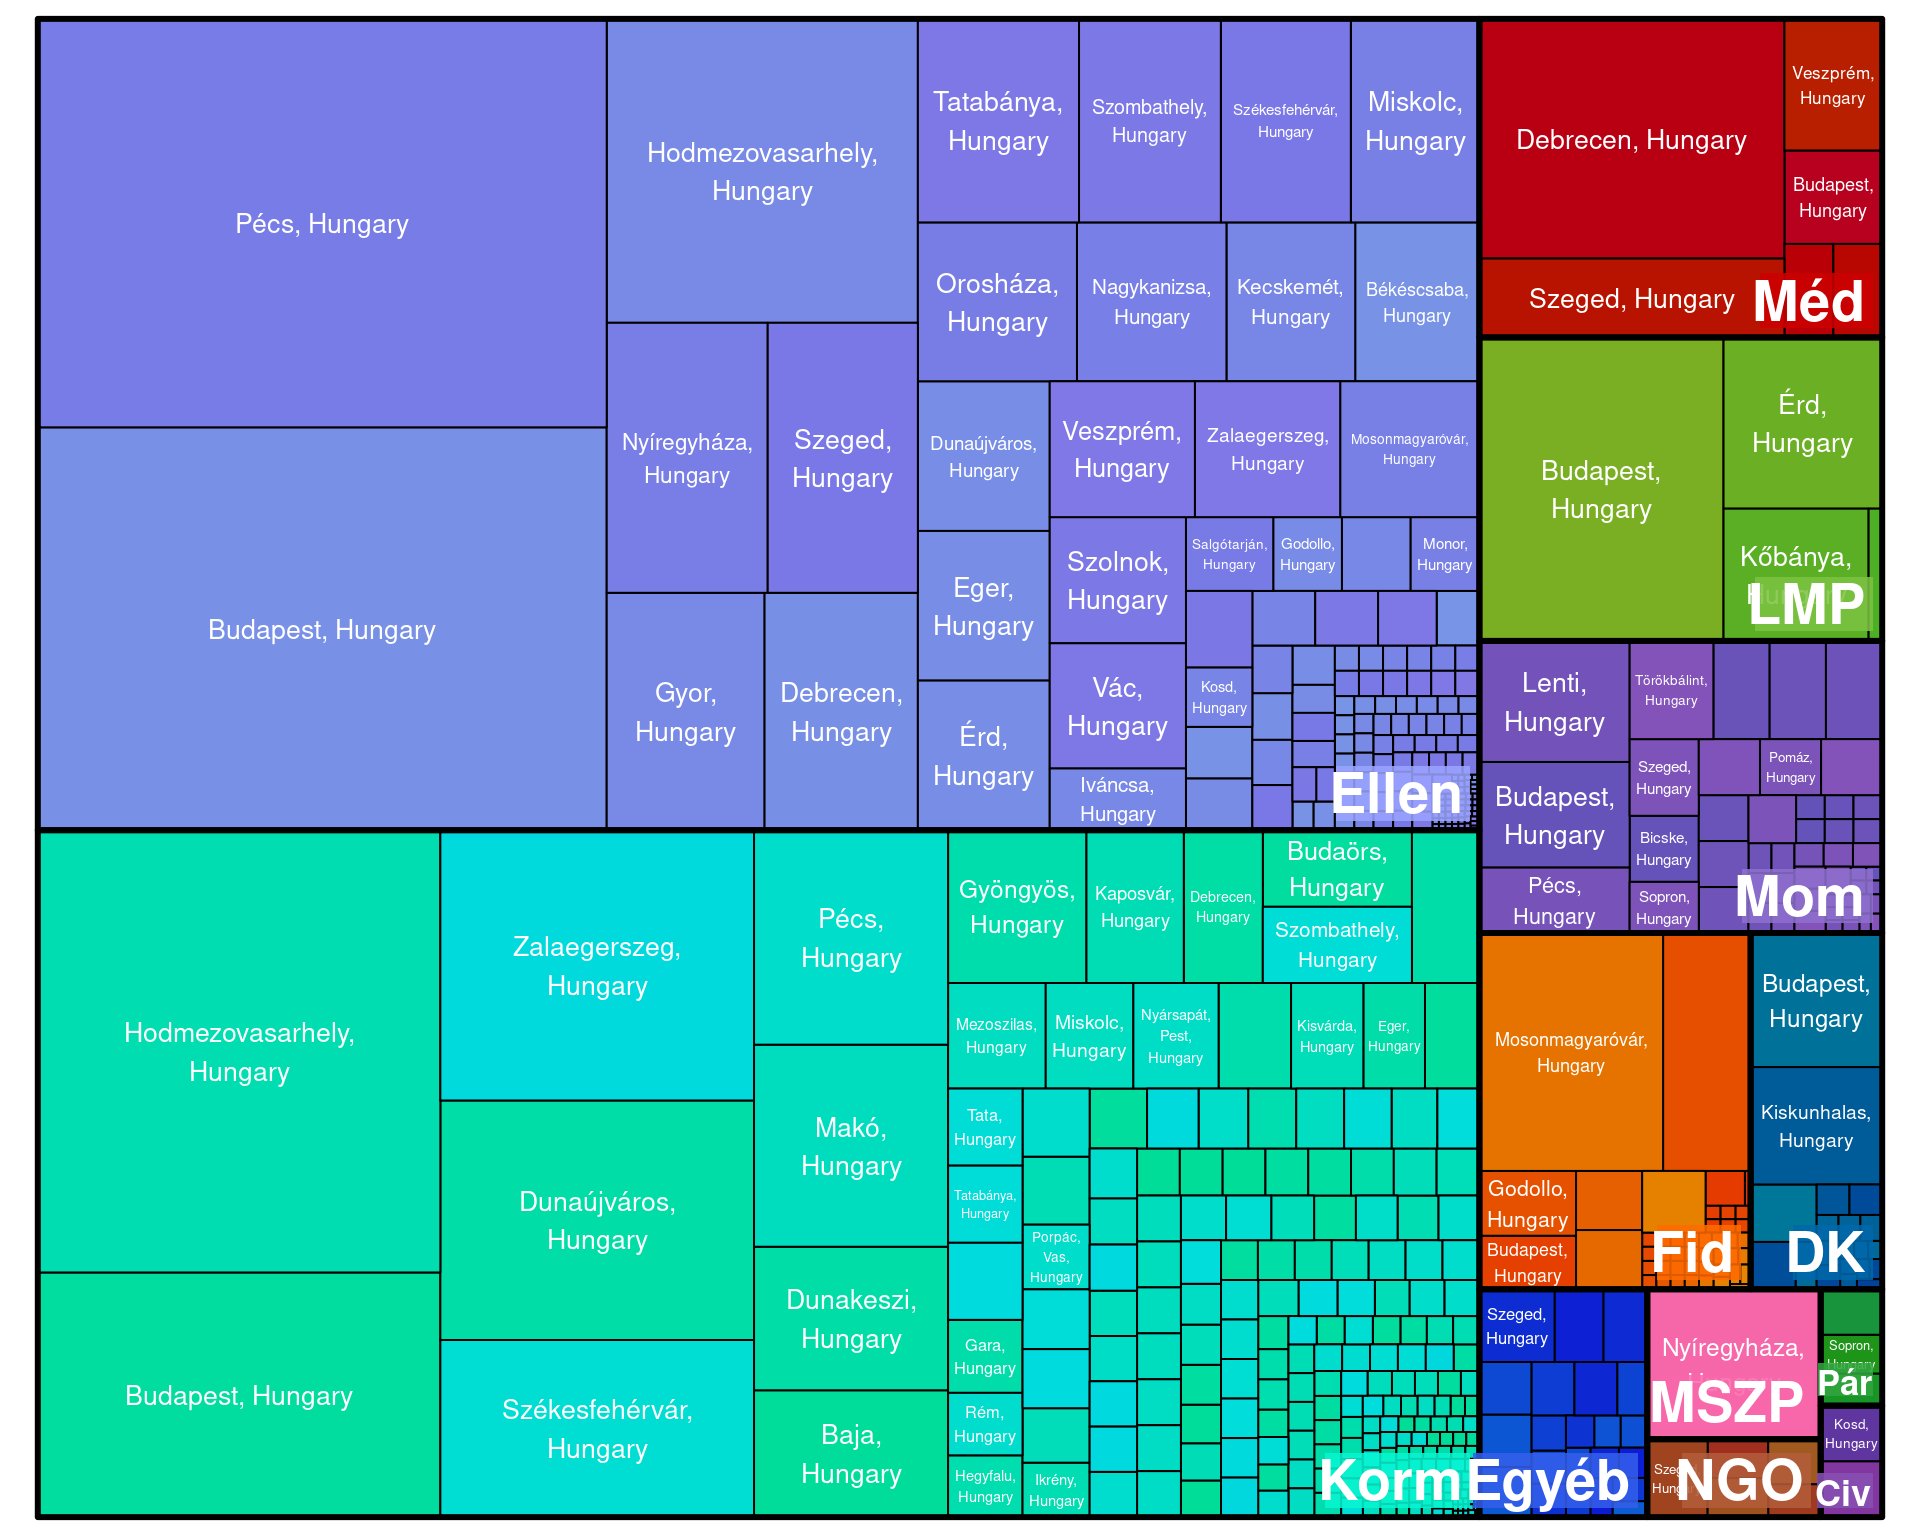 Pécs, Hungary
Budapest, Hungary
Hodmezovasarhely,
Hungary
Nyíregyháza,
Hungary
Szeged,
Hungary
Gyor,
Hungary
Debrecen,
Hungary
Tatabánya,
Hungary
Szombathely,
Hungary
Székesfehérvár,
Hungary
Miskolc,
Hungary
Orosháza,
Hungary
Nagykanizsa,
Hungary
Kecskemét,
Hungary
Békéscsaba,
Hungary
Dunaújváros,
Hungary
Eger,
Hungary
Érd,
Hungary
Veszprém,
Hungary
Zalaegerszeg,
Hungary
Mosonmagyaróvár,
Hungary
Szolnok,
Hungary
Vác,
Hungary
Iváncsa,
Hungary
Salgótarján,
Hungary
Godollo,
Hungary
Monor,
Hungary
Kosd,
Hungary
Ellen
Hodmezovasarhely,
Hungary
Budapest, Hungary
Zalaegerszeg,
Hungary
Dunaújváros,
Hungary
Székesfehérvár,
Hungary
Pécs,
Hungary
Makó,
Hungary
Dunakeszi,
Hungary
Baja,
Hungary
Gyöngyös,
Hungary
Kaposvár,
Hungary
Debrecen,
Hungary
Budaörs,
Hungary
Szombathely,
Hungary
Mezoszilas,
Hungary
Miskolc,
Hungary
Nyársapát,
Pest,
Hungary
Kisvárda,
Hungary
Eger,
Hungary
Tata,
Hungary
Tatabánya,
Hungary
Porpác,
Vas,
Hungary
Gara,
Hungary
Rém,
Hungary
Hegyfalu,
Hungary
Ikrény,
Hungary
Korm
Debrecen, Hungary
Szeged, Hungary
Veszprém,
Hungary
Budapest,
Hungary
Méd
Budapest,
Hungary
Érd,
Hungary
Kőbánya,
LMP
Lenti,
Hungary
Budapest,
Hungary
Pécs,
Hungary
Törökbálint,
Hungary
Szeged,
Hungary
Bicske,
Hungary
Sopron,
Hungary
Pomáz,
Hungary
Mom
Mosonmagyaróvár,
Hungary
Godollo,
Hungary
Budapest,
Hungary
Fid
Budapest,
Hungary
Kiskunhalas,
Hungary
DK
Szeged,
Hungary
Egyéb
Nyíregyháza,
MSZP
Sopron,
Hungary
Pár
NGO
Kosd,
Hungary
Civ